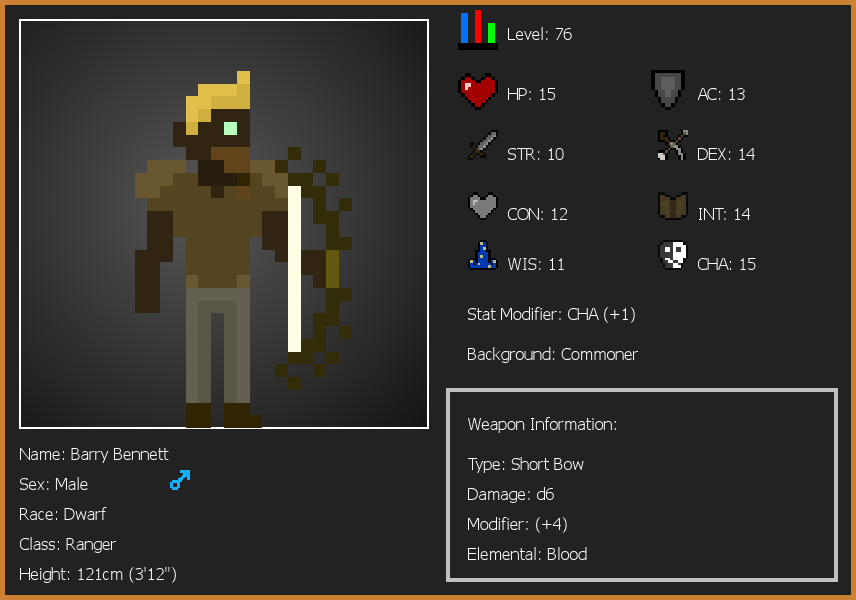 Level: 76
HP: 15
AC: 13
STR: 10
DEX: 14
CON: 12
INT: 14
WIS: 11
CHA: 15
Stat Modifier: CHA (+1)
Background: Commoner
Weapon Information:
Type: Short Bow
Damage: d6
Modifier: (+4)
Elemental: Blood
Name: Barry Bennett
Sex: Male
Race: Dwarf
Class: Ranger
Height: 121cm (3'12")